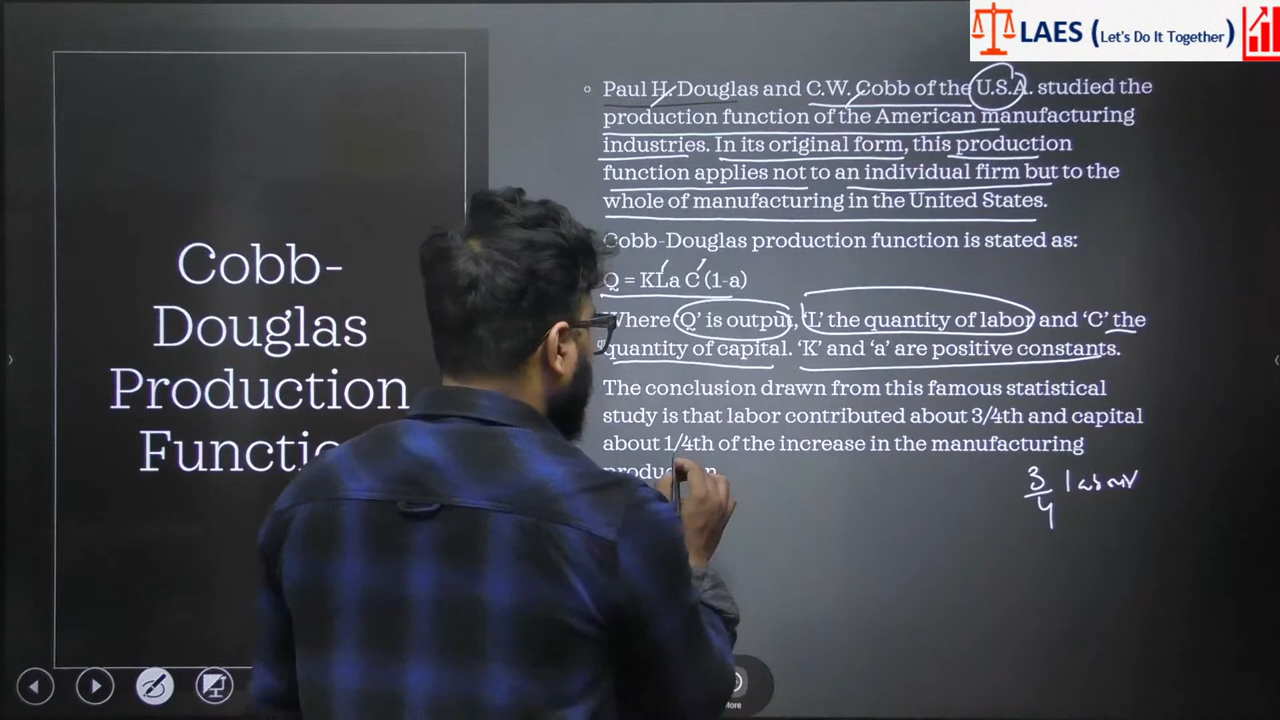 LAES (Let's Do It Together)
Paul H. Douglas and C.W. Cobb of the U.S.A. studied the
production function of the American manufacturing
industries. In its original form, this production
function applies not to an individual firm but to the
whole of manufacturing in the United States.
Cobb-Douglas production function is stated as:
Q = KLa C (1-a)
Where Q' is output, 'L' the quantity of labor and 'C' the
quantity of capital. 'K' and 'a' are positive constants.
The conclusion drawn from this famous statistical
study is that labor contributed about 3/4th and capital
about 1/4th of the increase in the manufacturing
3/4 labour
Cobb-
Douglas
Production
More